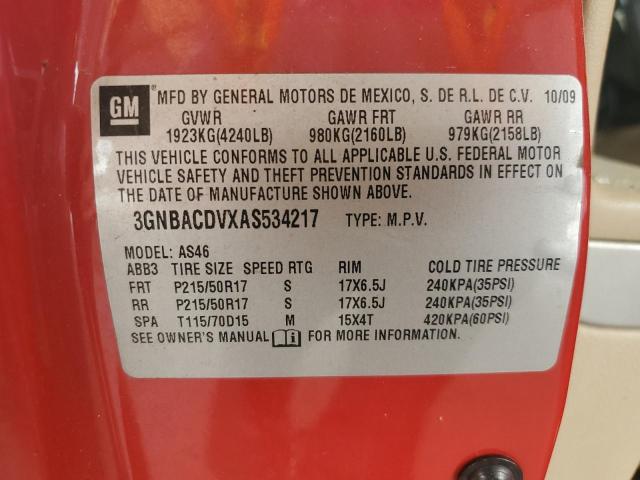 GM
MFD BY GENERAL MOTORS DE MEXICO, S. DE R.L. DE C.V. 10/09
GVWR GAWR FRT GAWR RR
1923KG(4240LB) 980KG(2160LB) 979KG(2158LB)
THIS VEHICLE CONFORMS TO ALL APPLICABLE U.S. FEDERAL MOTOR
VEHICLE SAFETY AND THEFT PREVENTION STANDARDS IN EFFECT ON
THE DATE OF MANUFACTURE SHOWN ABOVE.
3GNBACDVXAS534217 TYPE: M.P.V.
MODEL: AS46
ABB3 TIRE SIZE SPEED RTG RIM COLD TIRE PRESSURE
FRT P215/50R17 S 17X6.5J 240KPA(35PSI)
RR P215/50R17 S 17X6.5J 240KPA(35PSI)
SPA T115/70D15 M 15X4T 420KPA(60PSI)
SEE OWNER'S MANUAL i FOR MORE INFORMATION.